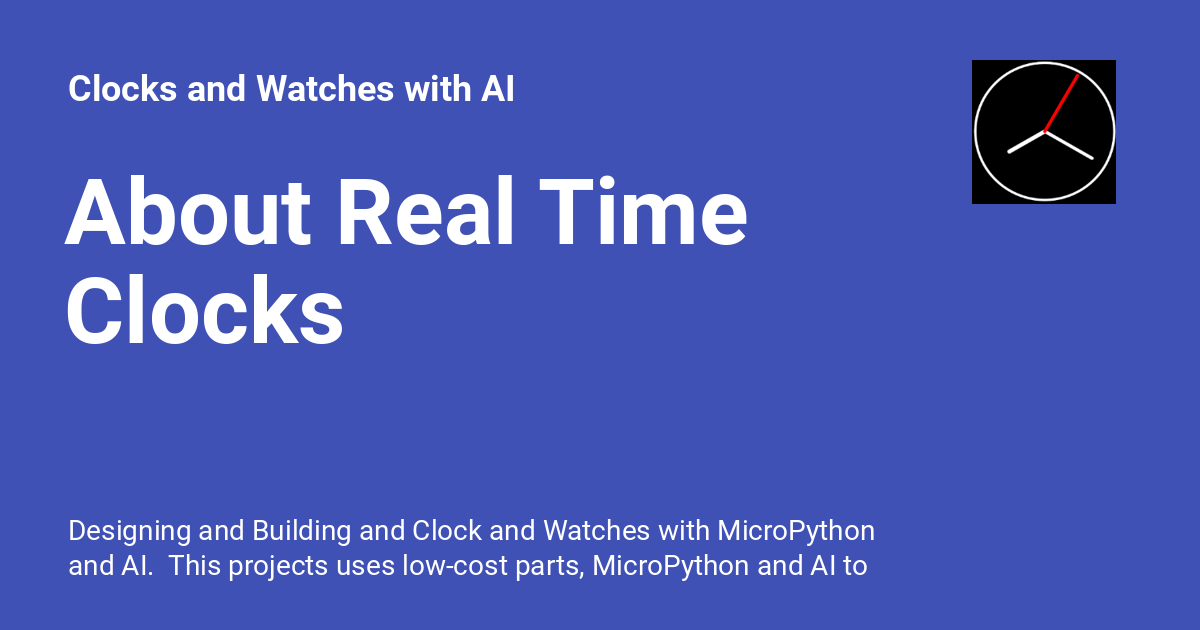 Clocks and Watches with AI
About Real Time
Clocks
Designing and Building and Clock and Watches with MicroPython
and AI.  This projects uses low-cost parts, MicroPython and AI to